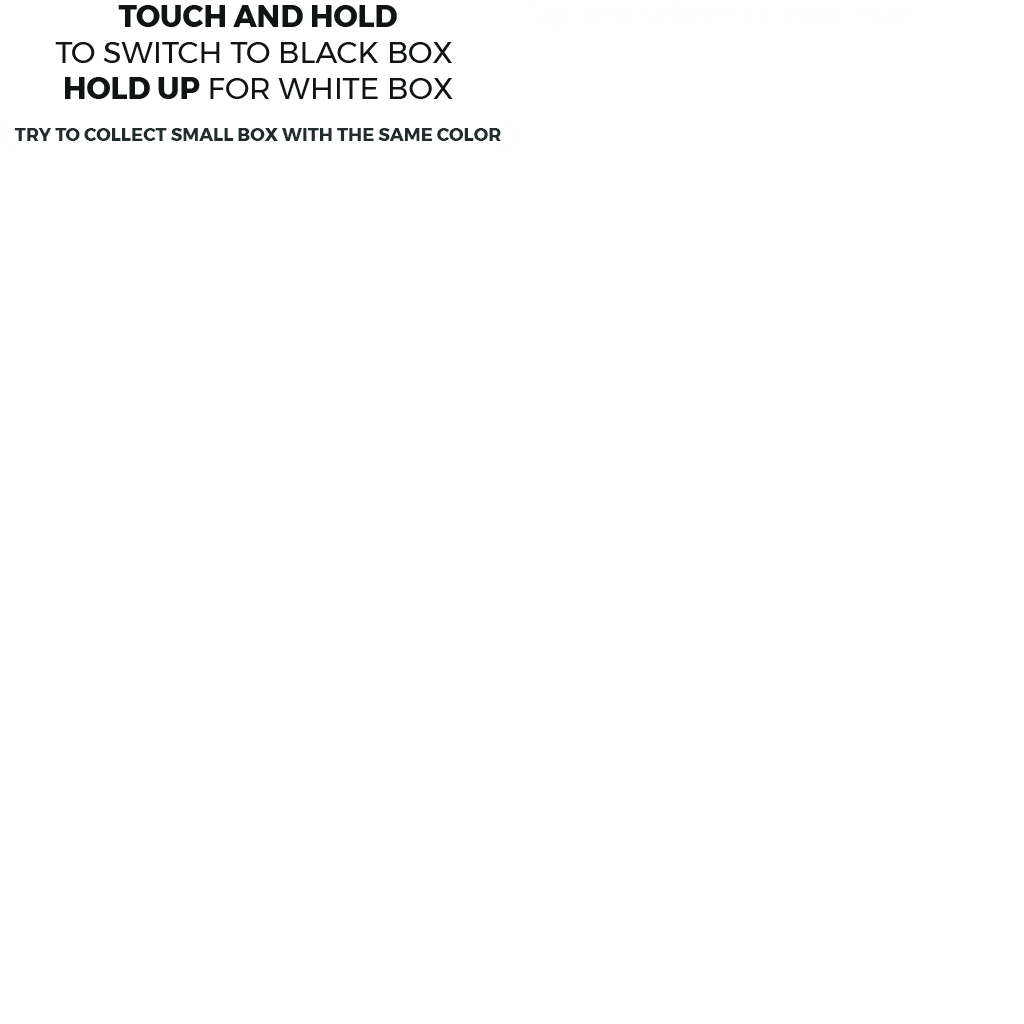 TOUCH AND HOLD
TO SWITCH TO BLACK BOX
HOLD UP FOR WHITE BOX
TRY TO COLLECT SMALL BOX WITH THE SAME COLOR